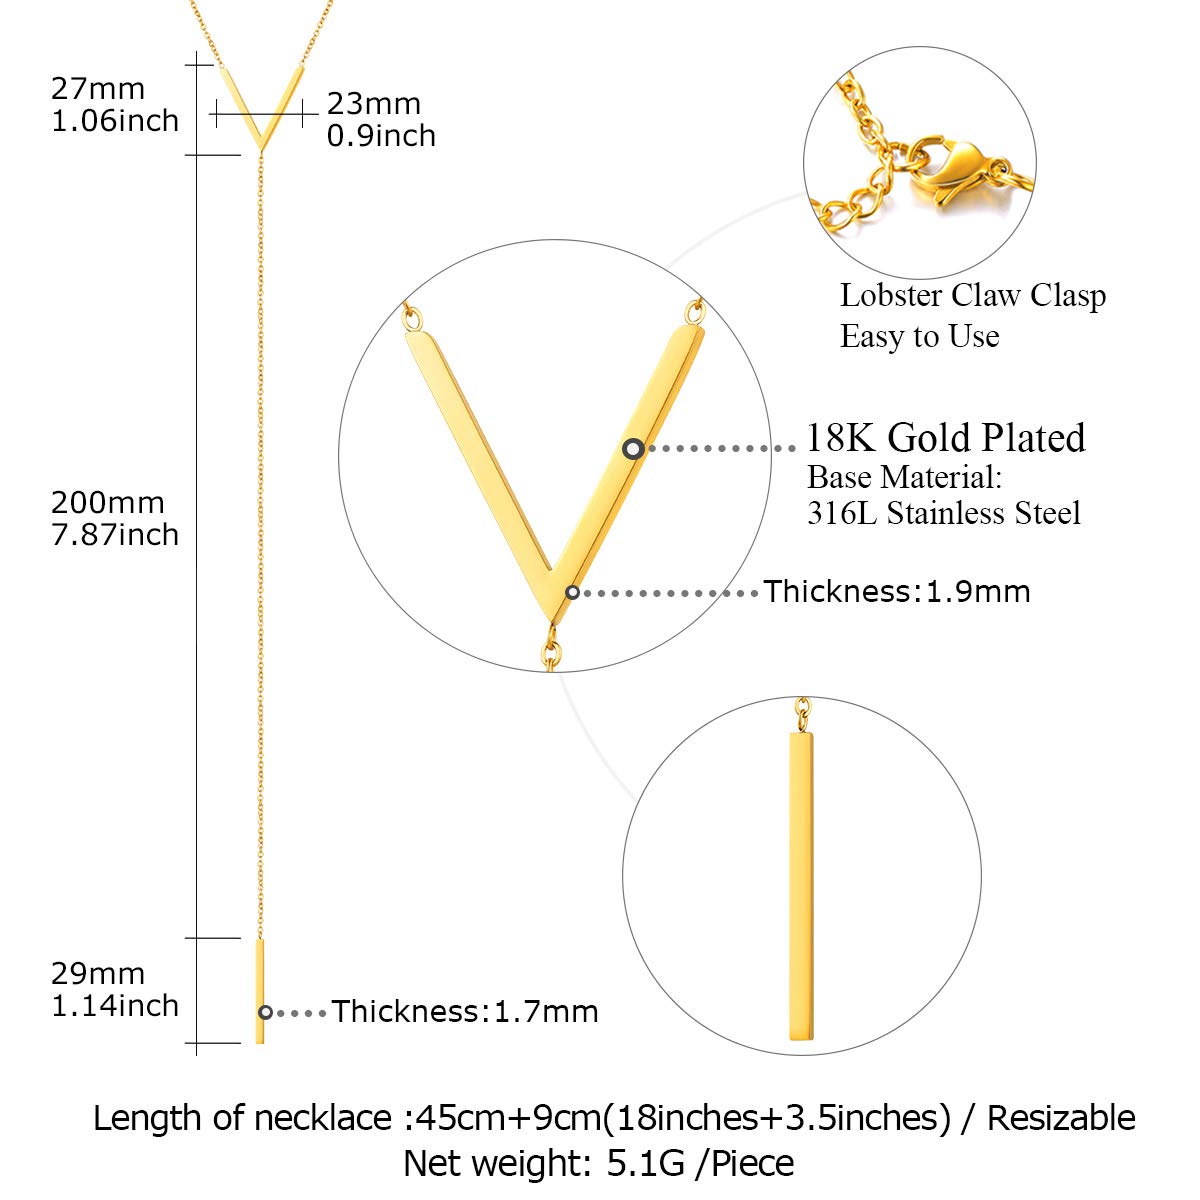 27mm
1.06inch
23mm
0.9inch
Lobster Claw Clasp
Easy to Use
18K Gold Plated
Base Material:
316L Stainless Steel
200mm
7.87inch
Thickness:1.9mm
29mm
1.14inch
Thickness:1.7mm
Length of necklace :45cm+9cm(18inches+3.5inches) / Resizable
Net weight: 5.1G /Piece